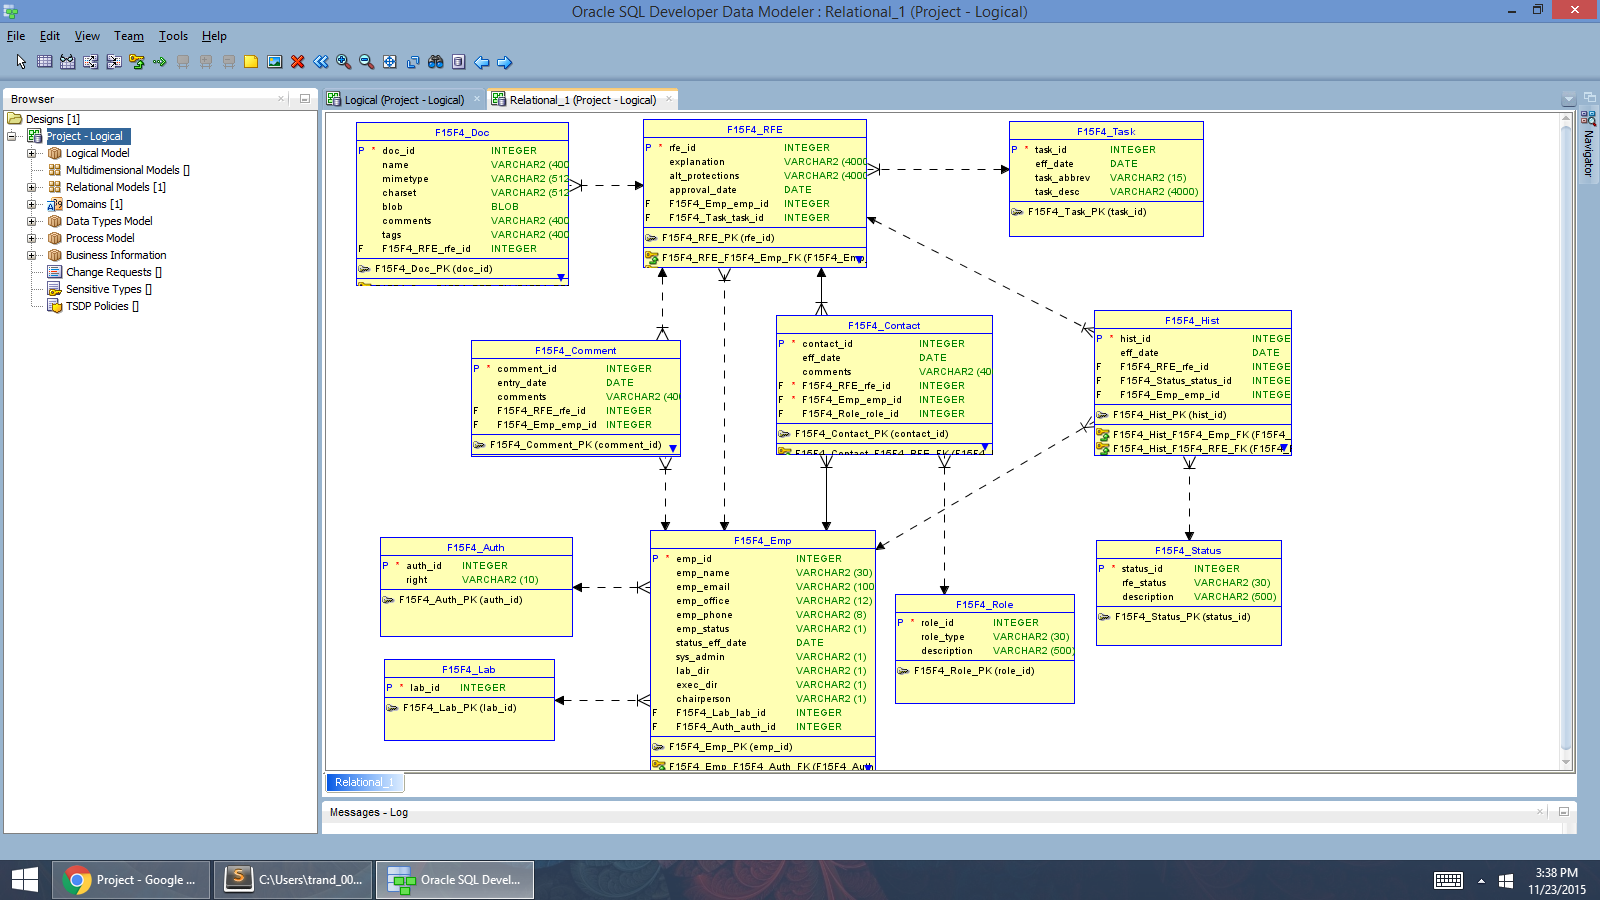 Oracle SQL Developer Data Modeler : Relational_1 (Project - Logical)
File Edit View Team Tools Help
Browser
Designs [1]
Project - Logical
Logical Model
Multidimensional Models []
Relational Models [1]
Domains [1]
Data Types Model
Process Model
Business Information
Change Requests []
Sensitive Types []
TSDP Policies []
Logical (Project - Logical)
Relational_1 (Project - Logical)
Navigator
F15F4_Doc
P * doc_id INTEGER
name VARCHAR2 (400
mimetype VARCHAR2 (512
charset VARCHAR2 (512
blob BLOB
comments VARCHAR2 (400
tags VARCHAR2 (400
F F15F4_RFE_rfe_id INTEGER
F15F4_Doc_PK (doc_id)
F15F4_RFE
P * rfe_id INTEGER
explanation VARCHAR2 (4000
alt_protections VARCHAR2 (4000
approval_date DATE
F F15F4_Emp_emp_id INTEGER
F F15F4_Task_task_id INTEGER
F15F4_RFE_PK (rfe_id)
F15F4_RFE_F15F4_Emp_FK (F15F4_Emp
F15F4_Task
P * task_id INTEGER
eff_date DATE
task_abbrev VARCHAR2 (15)
task_desc VARCHAR2 (4000)
F15F4_Task_PK (task_id)
F15F4_Comment
P * comment_id INTEGER
entry_date DATE
comments VARCHAR2 (400
F F15F4_RFE_rfe_id INTEGER
F F15F4_Emp_emp_id INTEGER
F15F4_Comment_PK (comment_id)
F15F4_Contact
P * contact_id INTEGER
eff_date DATE
comments VARCHAR2 (40
F * F15F4_RFE_rfe_id INTEGER
F * F15F4_Emp_emp_id INTEGER
F F15F4_Role_role_id INTEGER
F15F4_Contact_PK (contact_id)
F15F4_Contact_F15F4_RFE_FK (F15F4
F15F4_Hist
P * hist_id INTEGE
eff_date DATE
F F15F4_RFE_rfe_id INTEGE
F F15F4_Status_status_id INTEGE
F F15F4_Emp_emp_id INTEGE
F15F4_Hist_PK (hist_id)
F15F4_Hist_F15F4_Emp_FK (F15F4_
F15F4_Hist_F15F4_RFE_FK (F15F4_
F15F4_Auth
P * auth_id INTEGER
right VARCHAR2 (10)
F15F4_Auth_PK (auth_id)
F15F4_Lab
P * lab_id INTEGER
F15F4_Lab_PK (lab_id)
F15F4_Emp
P * emp_id INTEGER
emp_name VARCHAR2 (30)
emp_email VARCHAR2 (100
emp_office VARCHAR2 (12)
emp_phone VARCHAR2 (8)
emp_status VARCHAR2 (1)
status_eff_date DATE
sys_admin VARCHAR2 (1)
lab_dir VARCHAR2 (1)
exec_dir VARCHAR2 (1)
chairperson VARCHAR2 (1)
F F15F4_Lab_lab_id INTEGER
F F15F4_Auth_auth_id INTEGER
F15F4_Emp_PK (emp_id)
F15F4_Emp_F15F4_Auth_FK (F15F4_Auth
F15F4_Role
P * role_id INTEGER
role_type VARCHAR2 (30)
description VARCHAR2 (500)
F15F4_Role_PK (role_id)
F15F4_Status
P * status_id INTEGER
rfe_status VARCHAR2 (30)
description VARCHAR2 (500)
F15F4_Status_PK (status_id)
Relational_1
Messages - Log
Project - Google ...
C:\Users\trand_00...
Oracle SQL Devel...
3:38 PM
11/23/2015